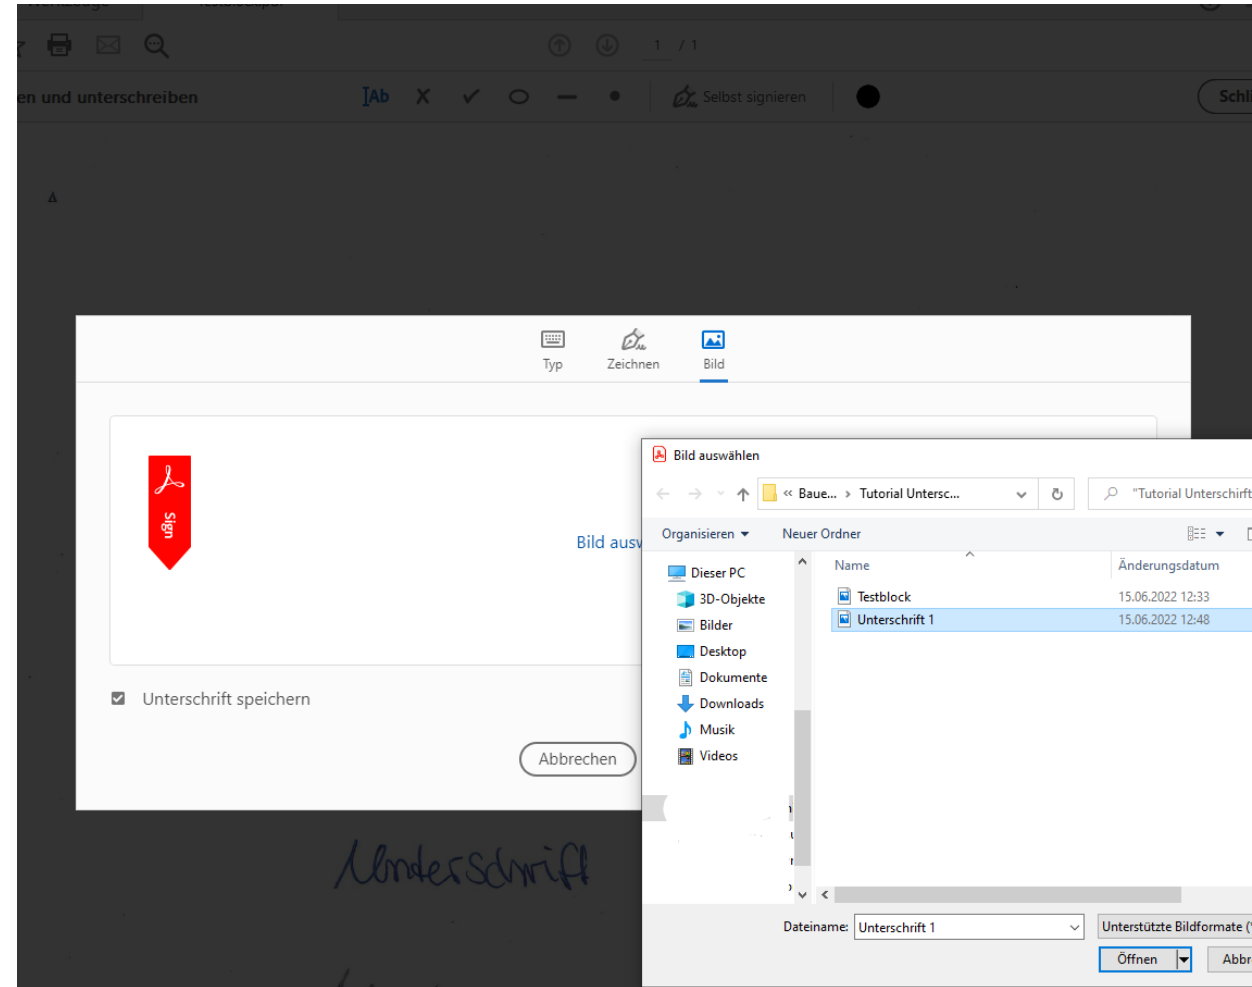 1 / 1
en und unterschreiben
Ab
Selbst signieren
Typ
Zeichnen
Bild
Sign
Bild auswählen
« Baue... › Tutorial Untersc...
"Tutorial Unterschirft
Organisieren
Neuer Ordner
Name
Änderungsdatum
Dieser PC
3D-Objekte
Bilder
Desktop
Dokumente
Downloads
Musik
Videos
Testblock
15.06.2022 12:33
Unterschrift 1
15.06.2022 12:48
Bild
Unterschrift speichern
Abbrechen
Unterschrift
Dateiname:
Unterschrift 1
Unterstützte Bildformate (
Öffnen
Abbr